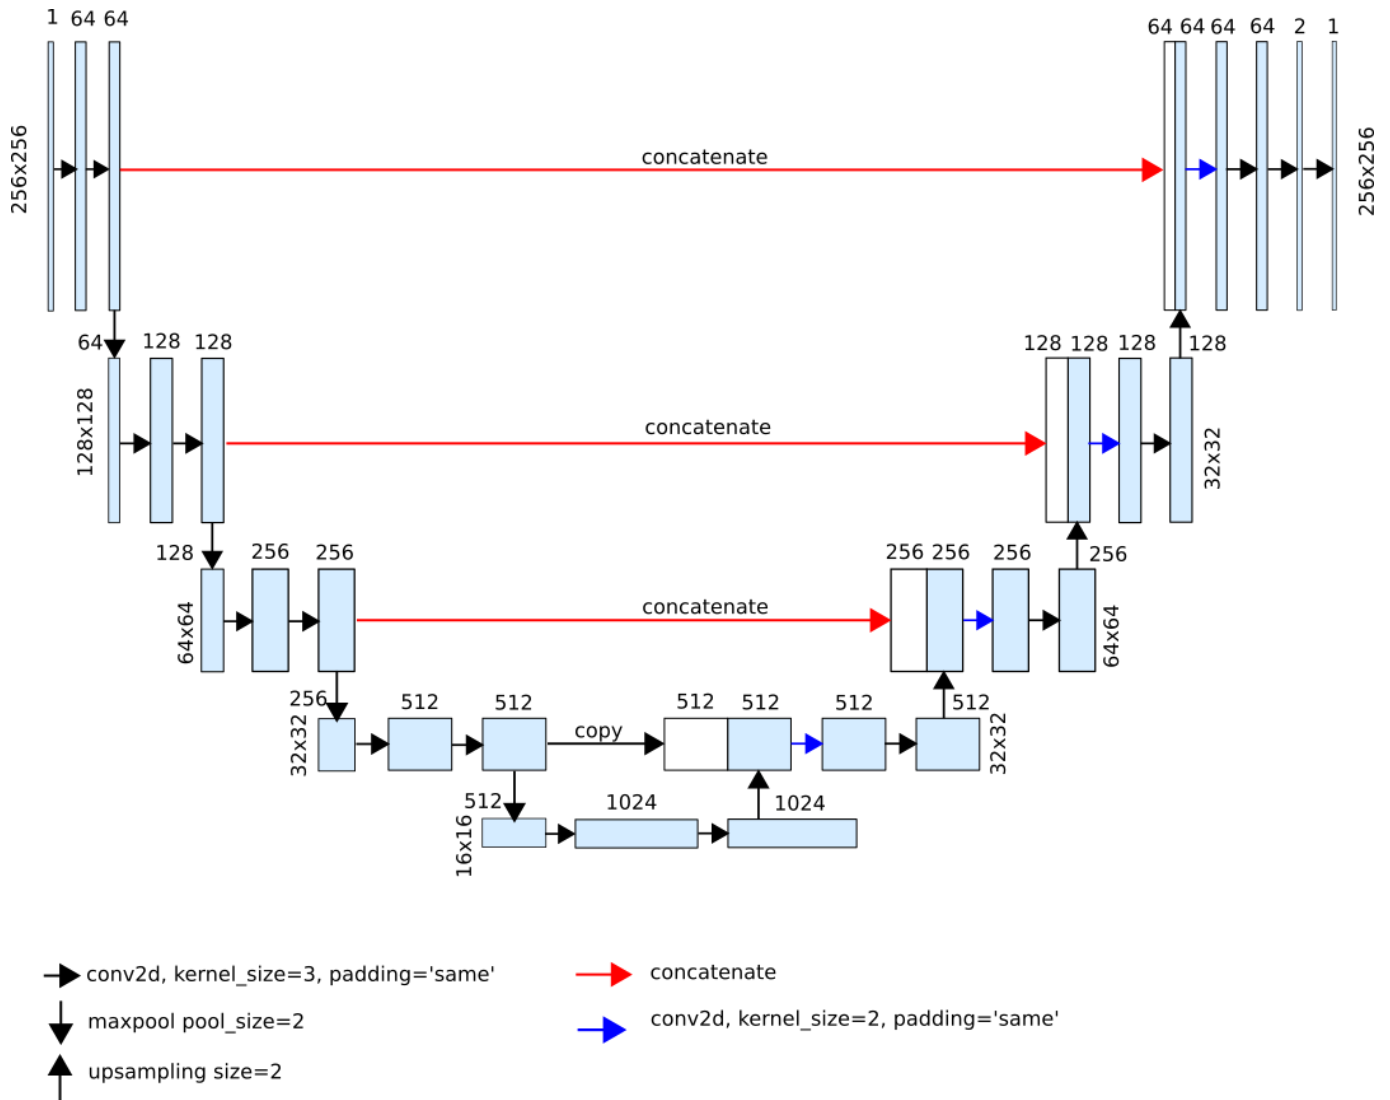 1 64 64
64 64 64 64 2 1
256x256
concatenate
256x256
64 128 128
128 128 128 128
128x128
concatenate
32x32
128 256 256
256 256 256 256
64x64
concatenate
64x64
256 512 512
512 512 512 512
32x32
copy
32x32
512 1024 1024
16x16
conv2d, kernel_size=3, padding='same'
concatenate
maxpool pool_size=2
conv2d, kernel_size=2, padding='same'
upsampling size=2